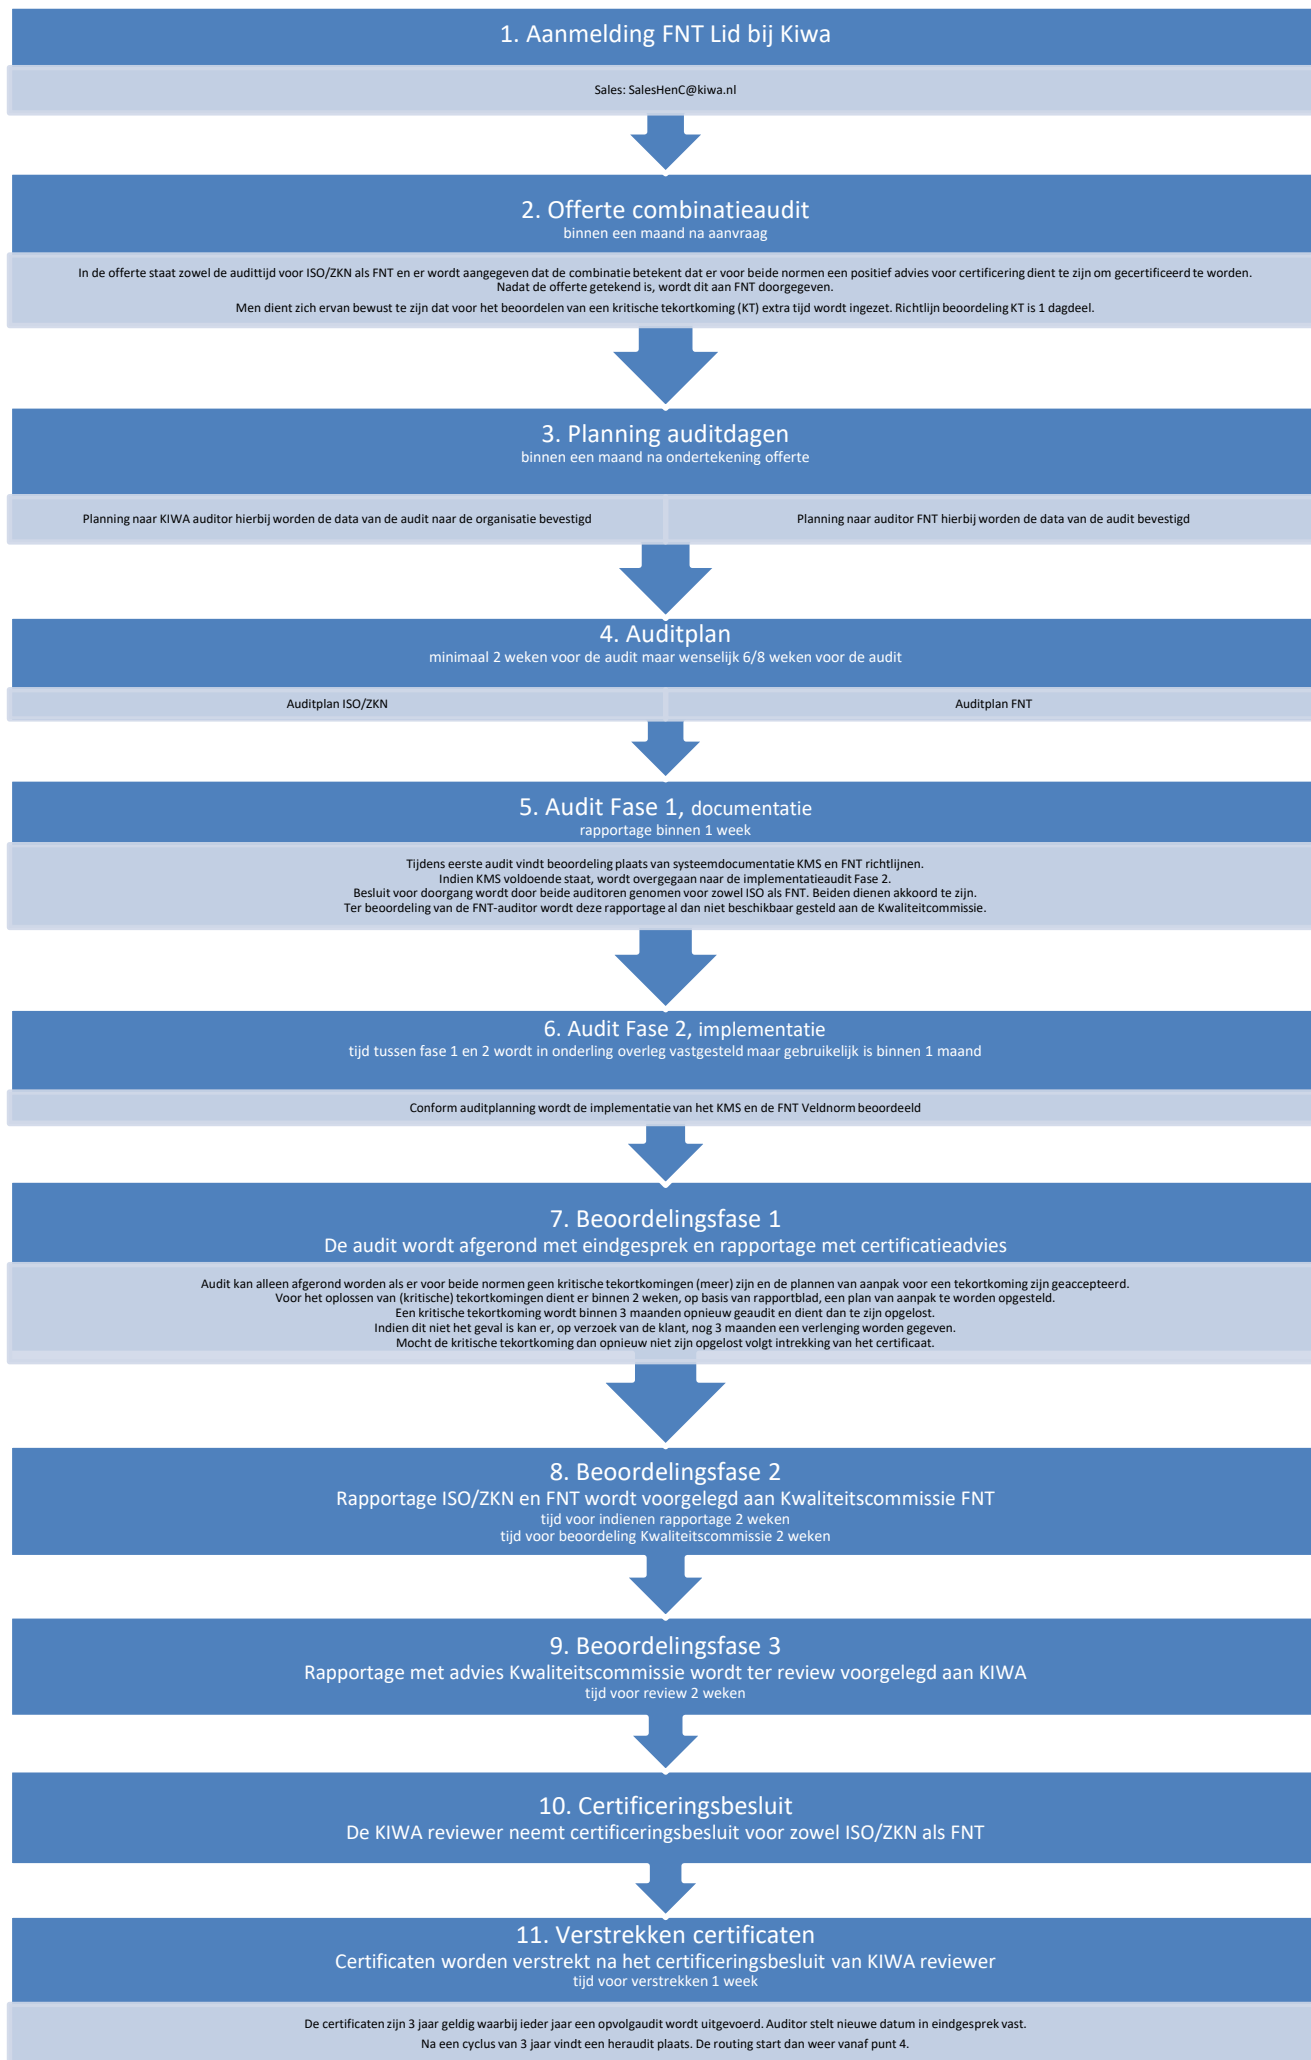 1. Aanmelding FNT Lid bij Kiwa
Sales: SalesHenC@kiwa.nl
2. Offerte combinatieaudit
binnen een maand na aanvraag
In de offerte staat zowel de audittijd voor ISO/ZKN als FNT en er wordt aangegeven dat de combinatie betekent dat er voor beide normen een positief advies voor certificering dient te zijn om gecertificeerd te worden.
Nadat de offerte getekend is, wordt dit aan FNT doorgegeven.
Men dient zich ervan bewust te zijn dat voor het beoordelen van een kritische tekortkoming (KT) extra tijd wordt ingezet. Richtlijn beoordeling KT is 1 dagdeel.
3. Planning auditdagen
binnen een maand na ondertekening offerte
Planning naar KIWA auditor hierbij worden de data van de audit naar de organisatie bevestigd
Planning naar auditor FNT hierbij worden de data van de audit bevestigd
4. Auditplan
minimaal 2 weken voor de audit maar wenselijk 6/8 weken voor de audit
Auditplan ISO/ZKN
Auditplan FNT
5. Audit Fase 1, documentatie
rapportage binnen 1 week
Tijdens eerste audit vindt beoordeling plaats van systeemdocumentatie KMS en FNT richtlijnen.
Indien KMS voldoende staat, wordt overgegaan naar de implementatieaudit Fase 2.
Besluit voor doorgang wordt door beide auditoren genomen voor zowel ISO als FNT. Beiden dienen akkoord te zijn.
Ter beoordeling van de FNT-auditor wordt deze rapportage al dan niet beschikbaar gesteld aan de Kwaliteitcommissie.
6. Audit Fase 2, implementatie
tijd tussen fase 1 en 2 wordt in onderling overleg vastgesteld maar gebruikelijk is binnen 1 maand
Conform auditplanning wordt de implementatie van het KMS en de FNT Veldnorm beoordeeld
7. Beoordelingsfase 1
De audit wordt afgerond met eindgesprek en rapportage met certificatieadvies
Audit kan alleen afgerond worden als er voor beide normen geen kritische tekortkomingen (meer) zijn en de plannen van aanpak voor een tekortkoming zijn geaccepteerd.
Voor het oplossen van (kritische) tekortkomingen dient er binnen 2 weken, op basis van rapportblad, een plan van aanpak te worden opgesteld.
Een kritische tekortkoming wordt binnen 3 maanden opnieuw geaudit en dient dan te zijn opgelost.
Indien dit niet het geval is kan er, op verzoek van de klant, nog 3 maanden een verlenging worden gegeven.
Mocht de kritische tekortkoming dan opnieuw niet zijn opgelost volgt intrekking van het certificaat.
8. Beoordelingsfase 2
Rapportage ISO/ZKN en FNT wordt voorgelegd aan Kwaliteitscommissie FNT
tijd voor indienen rapportage 2 weken
tijd voor beoordeling Kwaliteitscommissie 2 weken
9. Beoordelingsfase 3
Rapportage met advies Kwaliteitscommissie wordt ter review voorgelegd aan KIWA
tijd voor review 2 weken
10. Certificeringsbesluit
De KIWA reviewer neemt certificeringsbesluit voor zowel ISO/ZKN als FNT
11. Verstrekken certificaten
Certificaten worden verstrekt na het certificeringsbesluit van KIWA reviewer
tijd voor verstrekken 1 week
De certificaten zijn 3 jaar geldig waarbij ieder jaar een opvolgaudit wordt uitgevoerd. Auditor stelt nieuwe datum in eindgesprek vast.
Na een cyclus van 3 jaar vindt een heraudit plaats. De routing start dan weer vanaf punt 4.